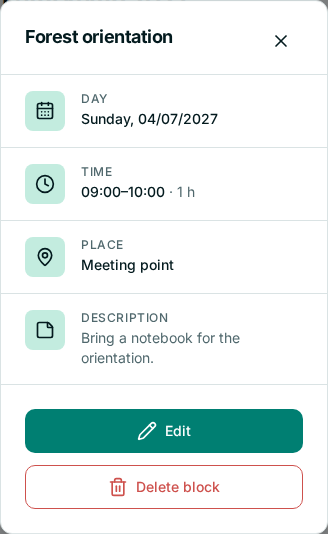 Forest orientation
DAY
Sunday, 04/07/2027
TIME
09:00–10:00 · 1 h
PLACE
Meeting point
DESCRIPTION
Bring a notebook for the
orientation.
Edit
Delete block